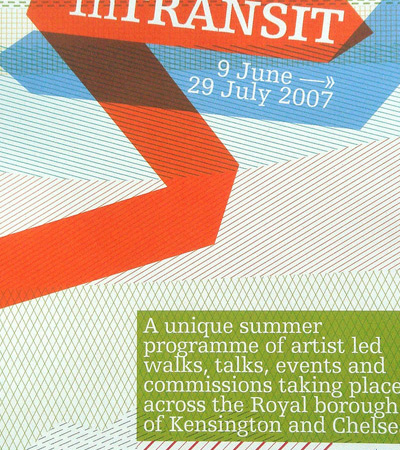 inTRANSIT
9 June —»
29 July 2007
A unique summer
programme of artist led
walks, talks, events and
commissions taking place
across the Royal borough
of Kensington and Chelse